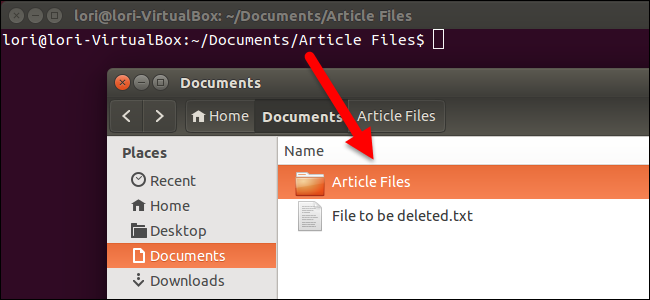 lori@lori-VirtualBox: ~/Documents/Article Files
lori@lori-VirtualBox:~/Documents/Article Files$
Documents
Home Documents Article Files
Places
Recent
Home
Desktop
Documents
Downloads
Name
Article Files
File to be deleted.txt